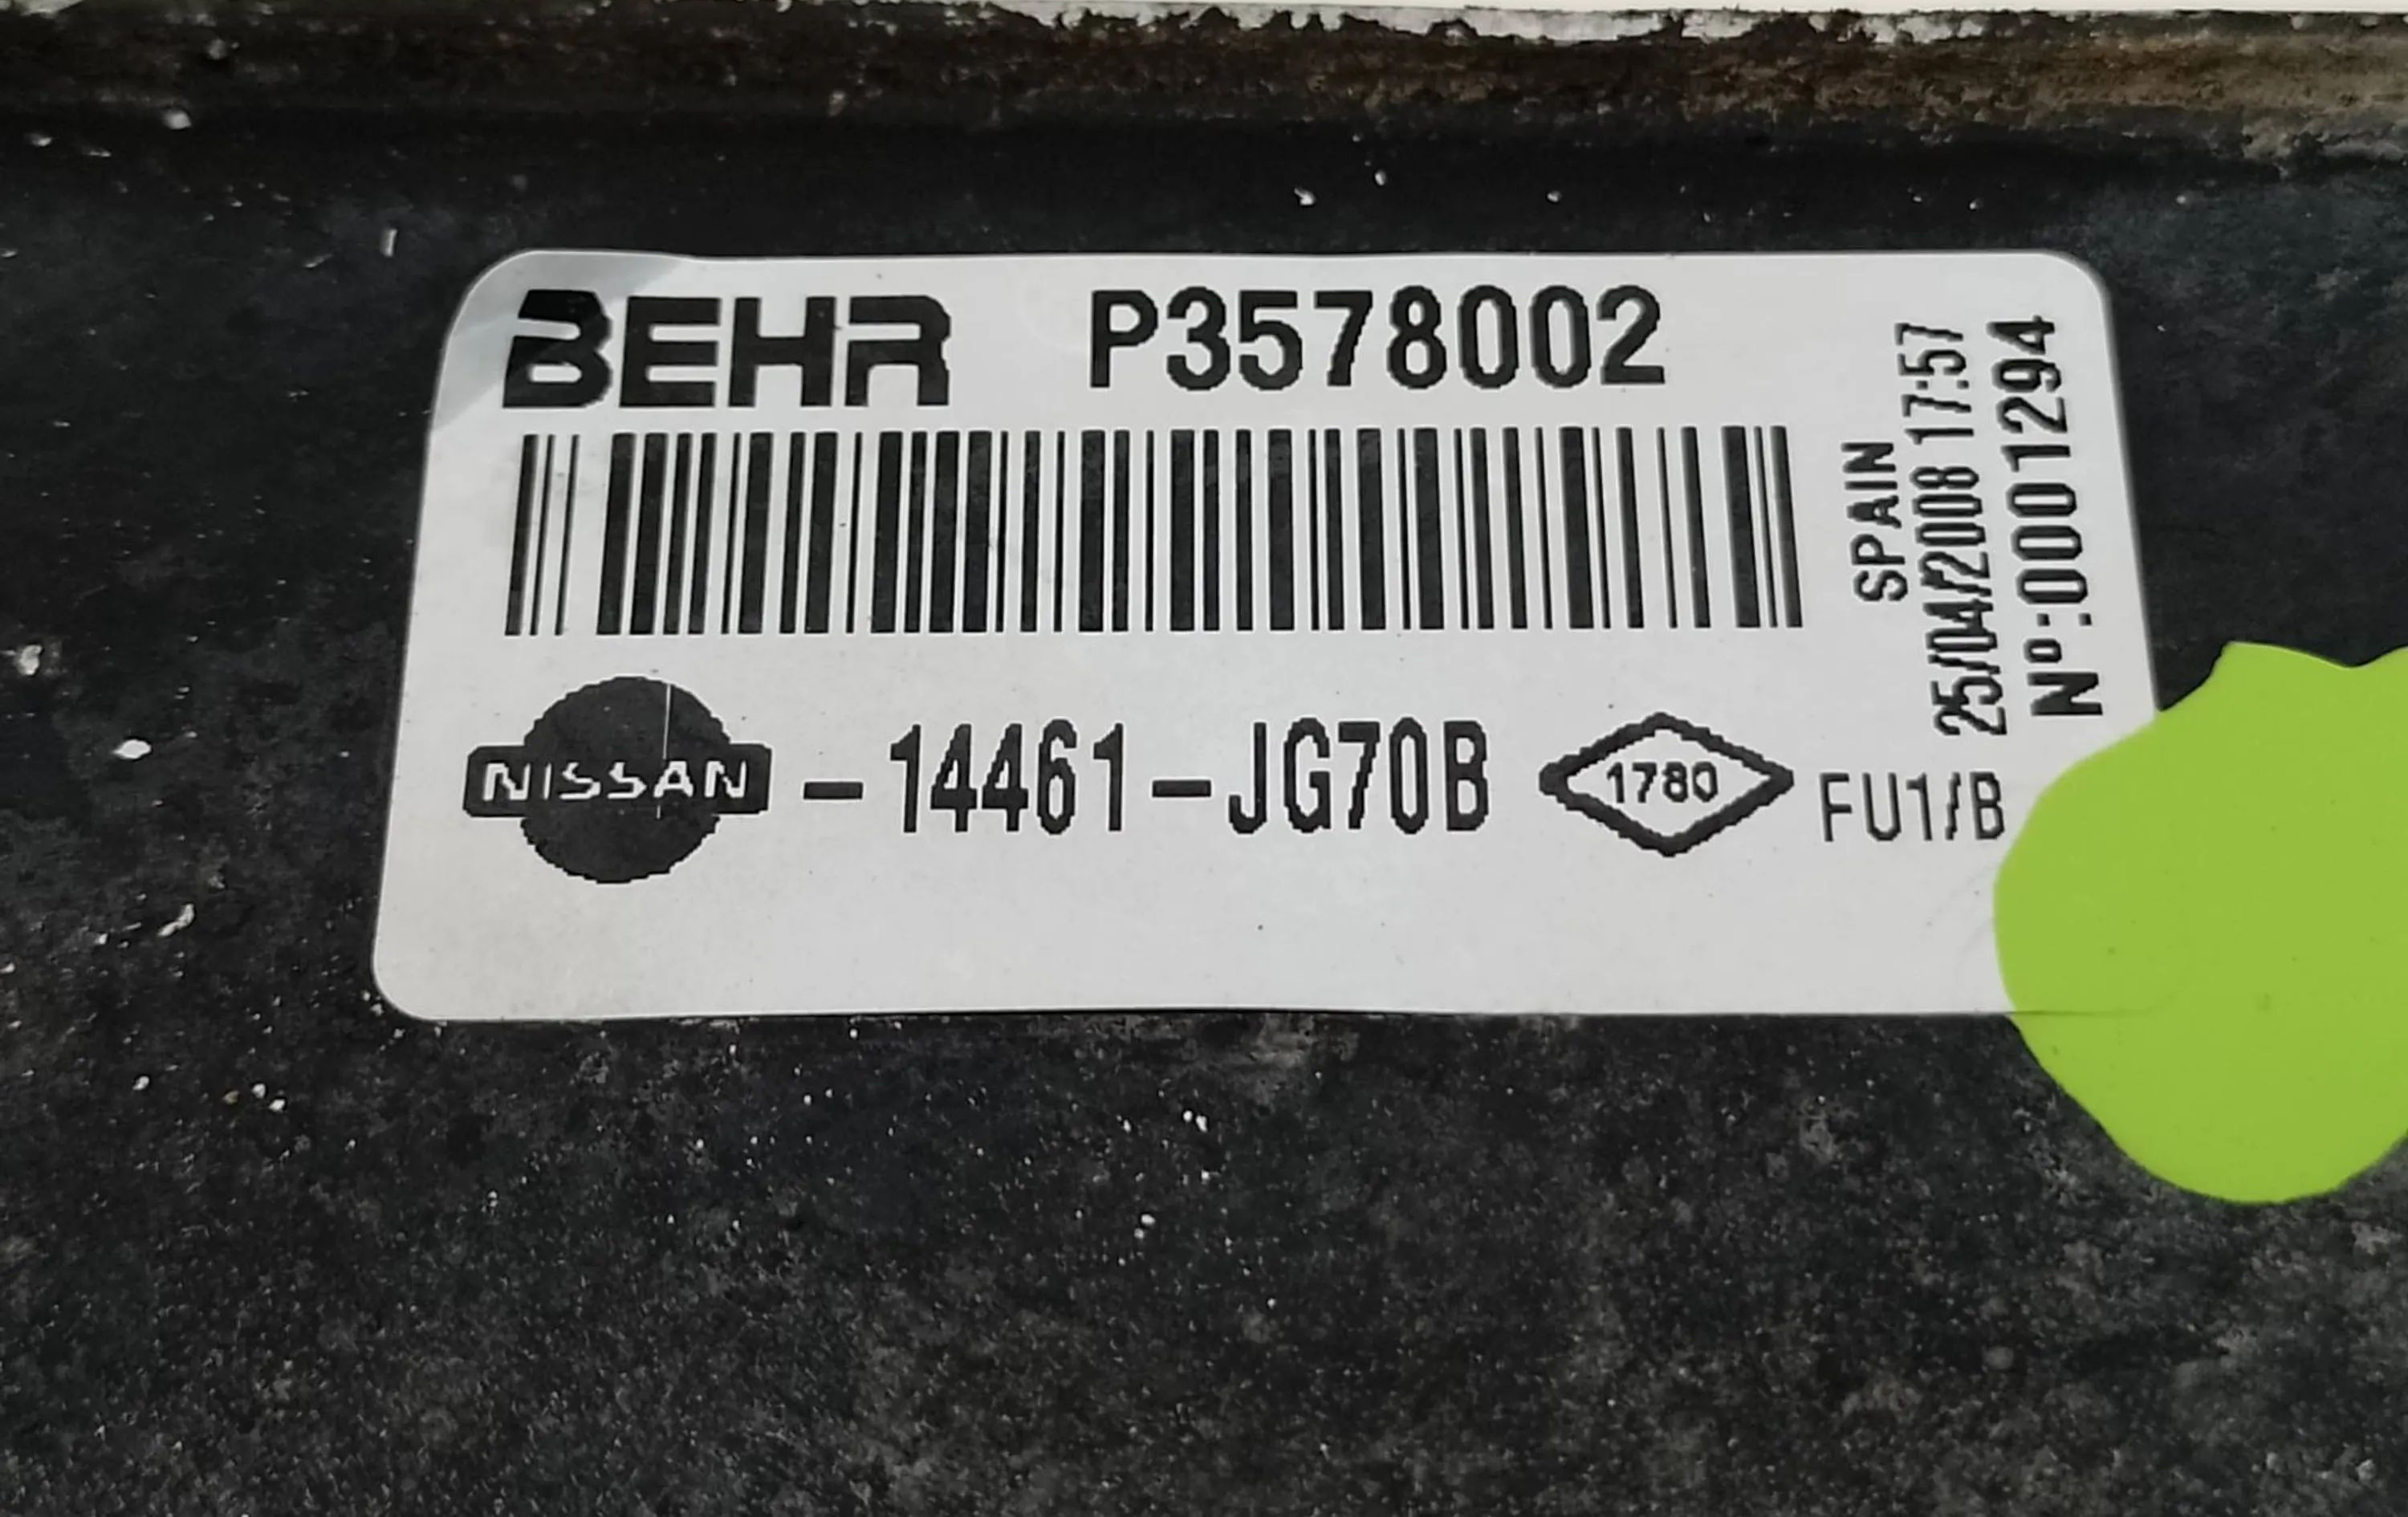 BEHR P3578002
NISSAN -14461-JG70B 1780 FU1/B
SPAIN
25/04/2008 17:57
Nº:0001294